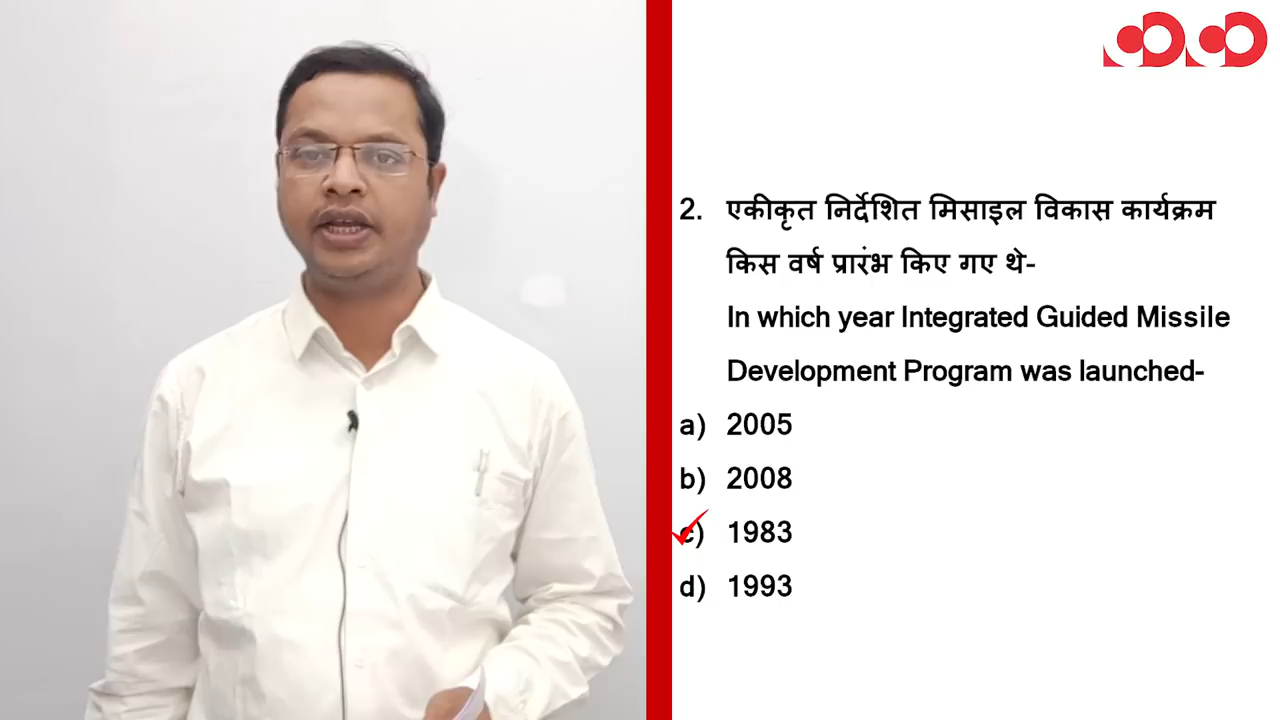 2. एकीकृत निर्देशित मिसाइल विकास कार्यक्रम
किस वर्ष प्रारंभ किए गए थे-
In which year Integrated Guided Missile
Development Program was launched-
a) 2005
b) 2008
c) 1983
d) 1993